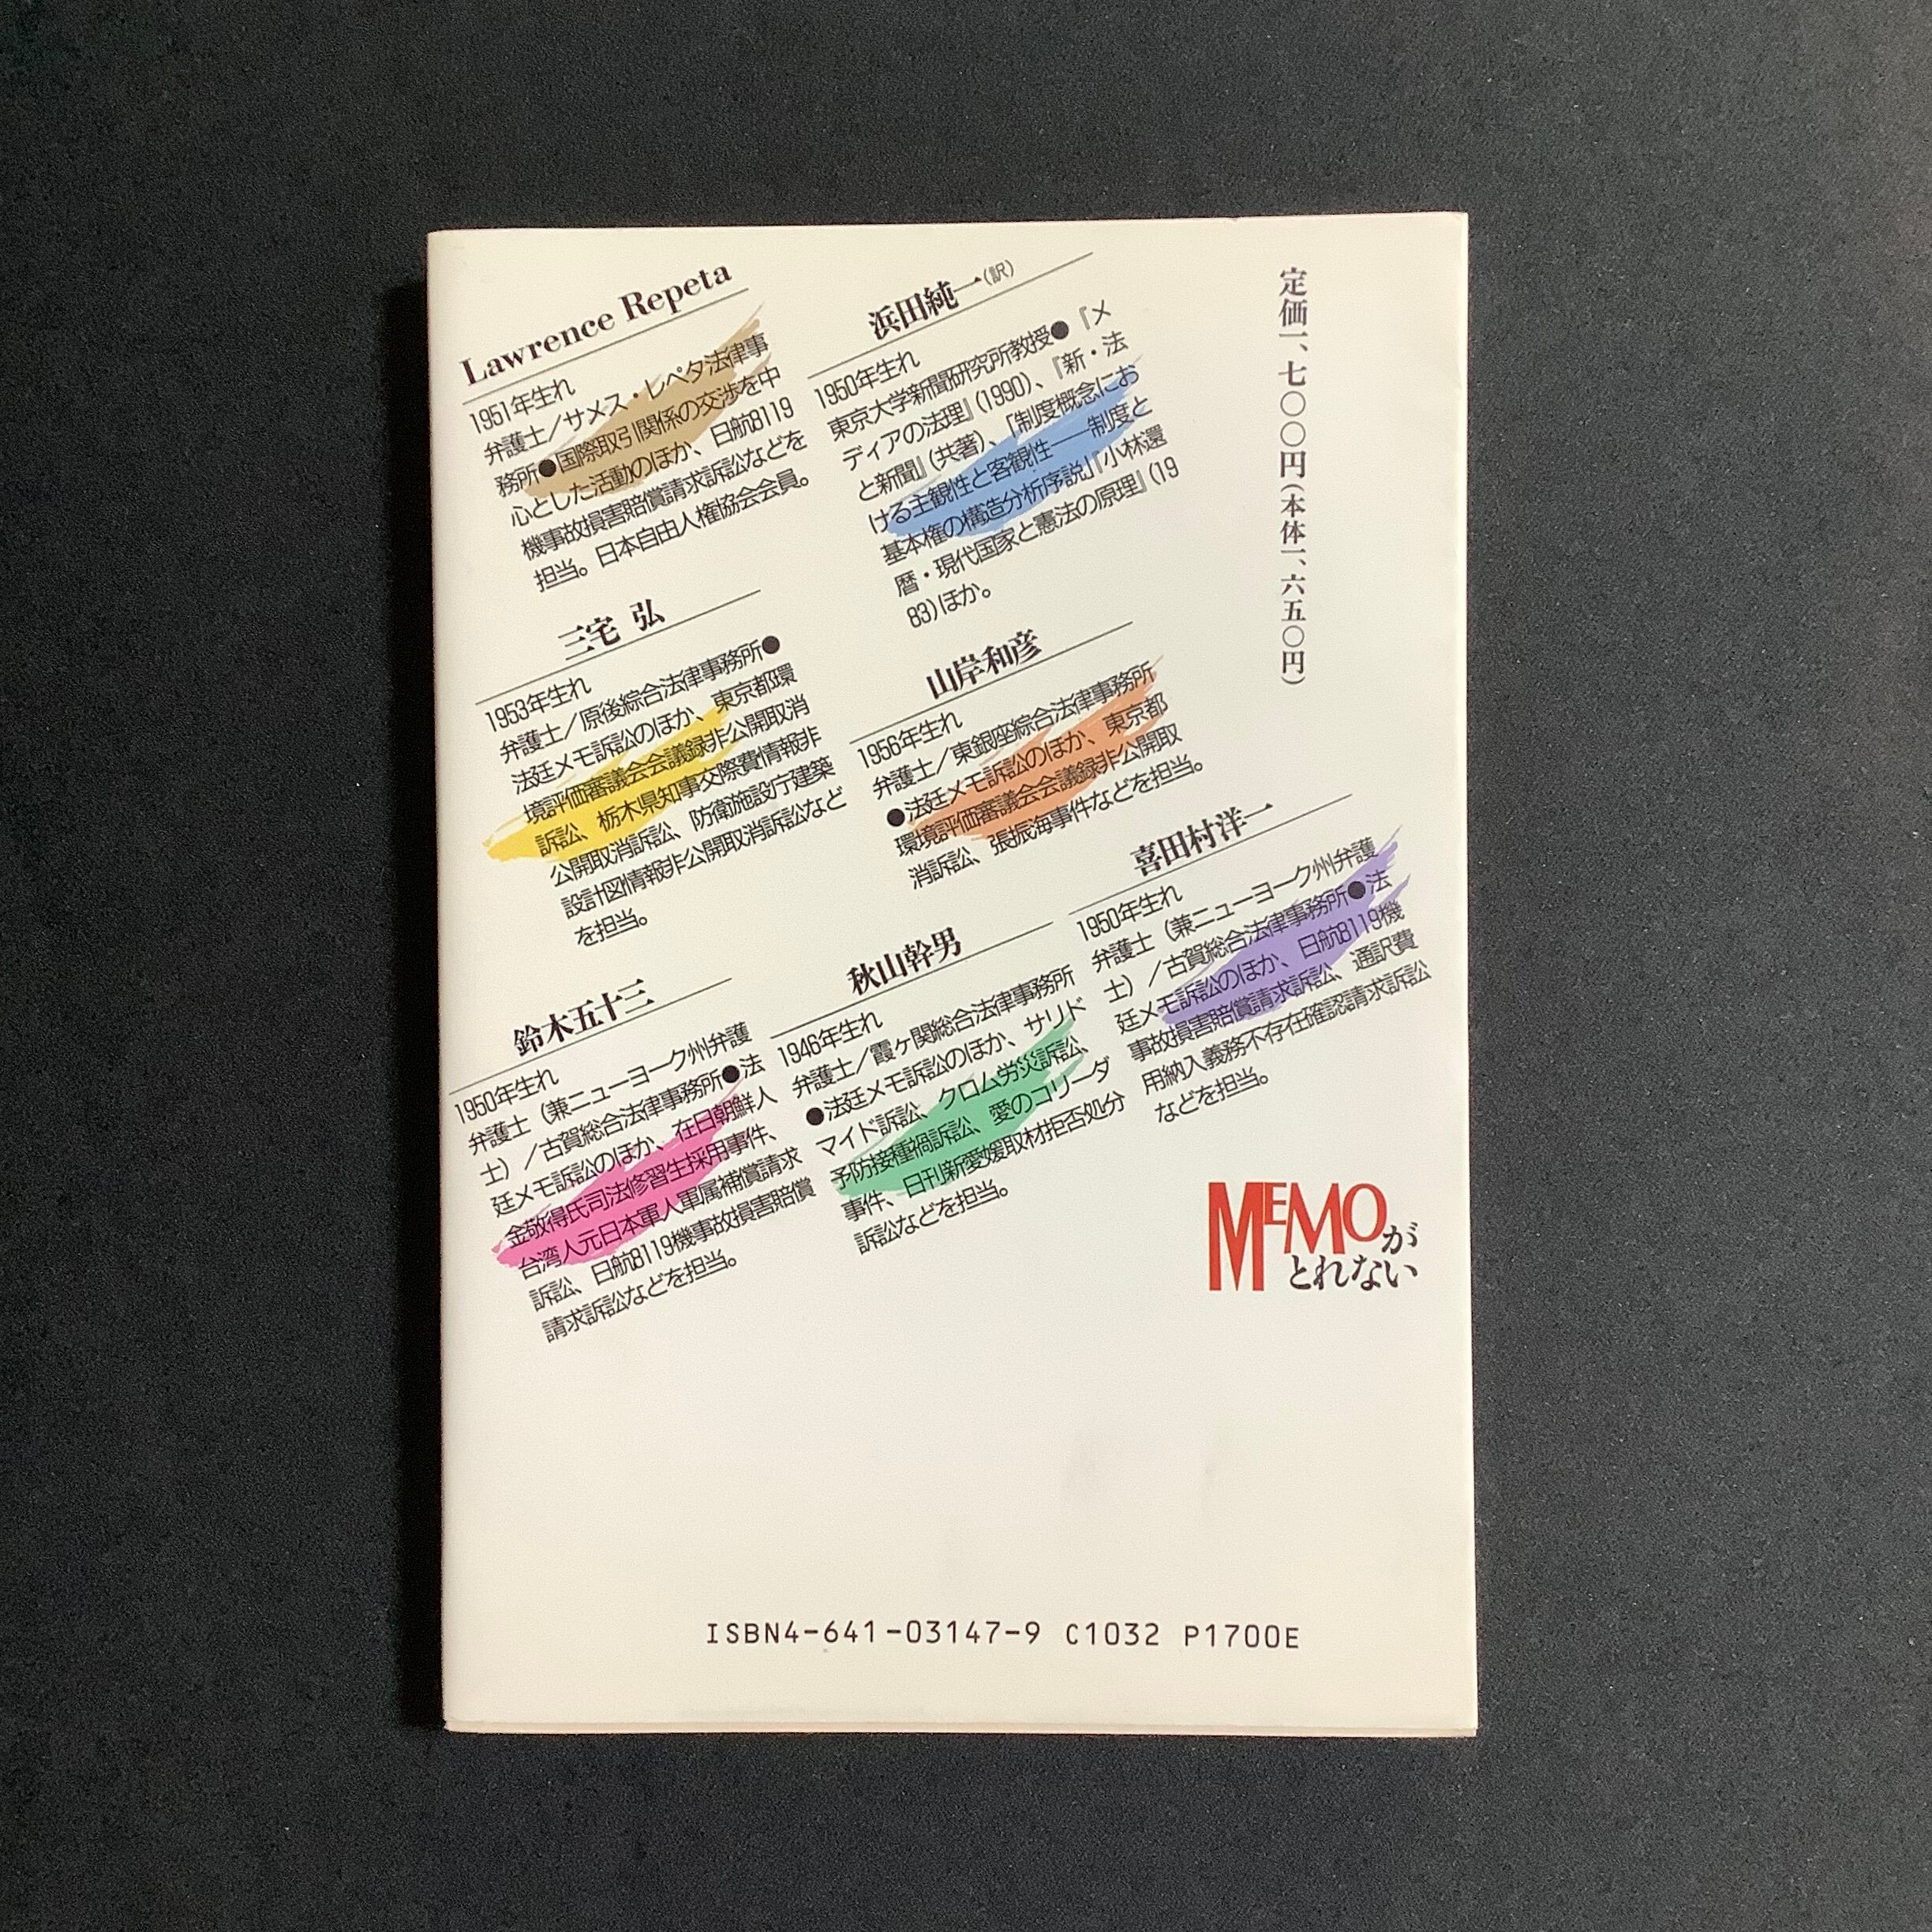 Lawrence Repeta
1951年生れ
弁護士／サメス・レペタ法律事
務所●国際取引関係の交渉を中
心とした活動のほか、日航8119
機事故損害賠償請求訴訟などを
担当。日本自由人権協会会員。
浜田純一(訳)
1950年生れ
東京大学新聞研究所教授●『メ
ディアの法理』(1990)、『新・法
と新聞』(共著)、「制度概念にお
ける主観性と客観性——制度と
基本権の構造分析序説」『小林還
暦・現代国家と憲法の原理』(19
83)ほか。
定価一、七〇〇円(本体一、六五〇円)
三宅 弘
1953年生れ
弁護士／原後綜合法律事務所●
法廷メモ訴訟のほか、東京都環
境評価審議会会議録非公開取消
訴訟、栃木県知事交際費情報非
公開取消訴訟、防衛施設庁建築
設計図情報非公開取消訴訟など
を担当。
山岸和彦
1956年生れ
弁護士／東銀座綜合法律事務所
●法廷メモ訴訟のほか、東京都
環境評価審議会会議録非公開取
消訴訟、張振海事件などを担当。
喜田村洋一
1950年生れ
弁護士（兼ニューヨーク州弁護
士）／古賀総合法律事務所●法
廷メモ訴訟のほか、日航8119機
事故損害賠償請求訴訟、通訳費
用納入義務不存在確認請求訴訟
などを担当。
鈴木五十三
1950年生れ
弁護士（兼ニューヨーク州弁護
士）／古賀総合法律事務所●法
廷メモ訴訟のほか、在日朝鮮人
金敬得氏司法修習生採用事件、
台湾人元日本軍人軍属補償請求
訴訟、日航8119機事故損害賠償
請求訴訟などを担当。
秋山幹男
1946年生れ
弁護士／霞ヶ関総合法律事務所
●法廷メモ訴訟のほか、サリド
マイド訴訟、クロム労災訴訟、
予防接種禍訴訟、愛のコリーダ
事件、日刊新愛媛取材拒否処分
訴訟などを担当。
MEMOが
とれない
ISBN4-641-03147-9 C1032 P1700E